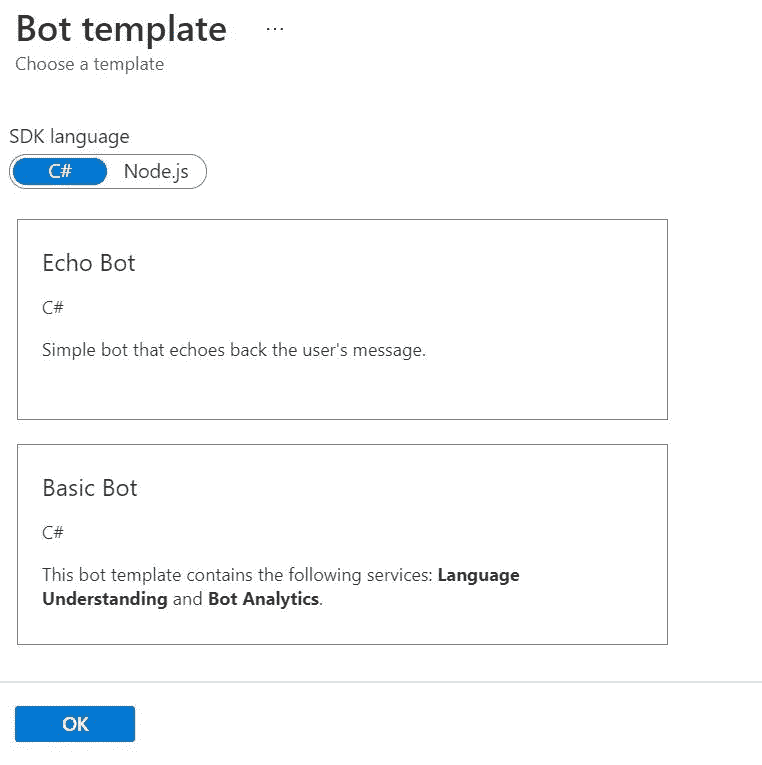 Bot template ...
Choose a template
SDK language
C# Node.js
Echo Bot
C#
Simple bot that echoes back the user's message.
Basic Bot
C#
This bot template contains the following services: Language
Understanding and Bot Analytics.
OK